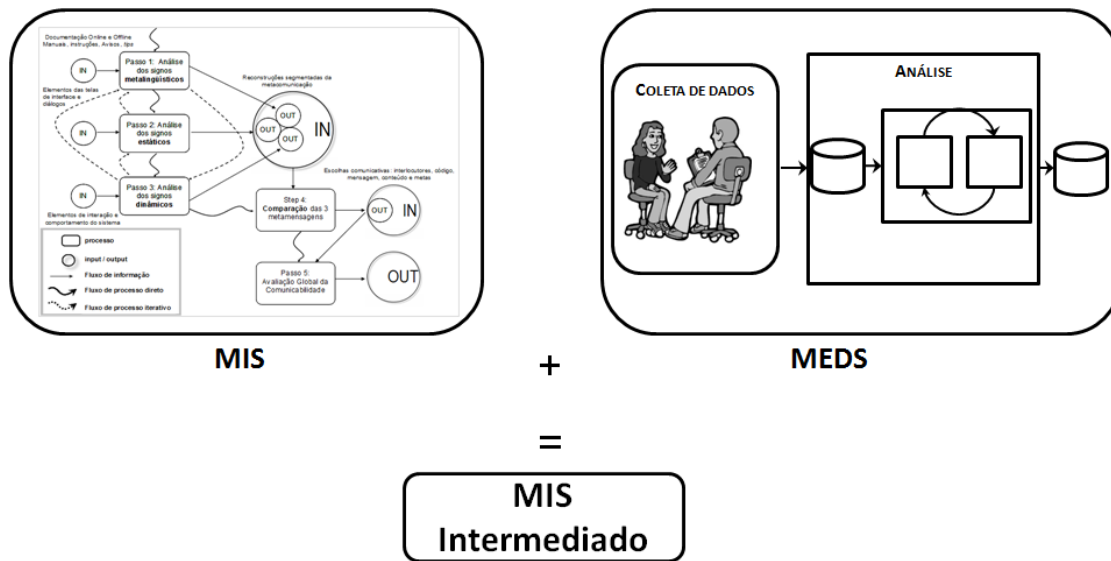 Documentação Online e Offline
Manuais, instruções, Avisos, tips
IN
Passo 1: Análise
dos signos
metalingüísticos
Elementos das telas
de interface e
diálogos
IN
Passo 2: Análise
dos signos
estáticos
IN
Passo 3: Análise
dos signos
dinâmicos
Elementos de interação e
comportamento do sistema
Reconstruções segmentadas da
metacomunicação
OUT
OUT
OUT
IN
Escolhas comunicativas: interlocutores, código,
mensagem, conteúdo e metas
Step 4:
Comparação das 3
metamensagens
OUT
IN
Passo 5:
Avaliação Global da
Comunicabilidade
OUT
processo
input / output
Fluxo de informação
Fluxo de processo direto
Fluxo de processo iterativo
MIS
COLETA DE DADOS
ANÁLISE
MEDS
+
=
MIS
Intermediado